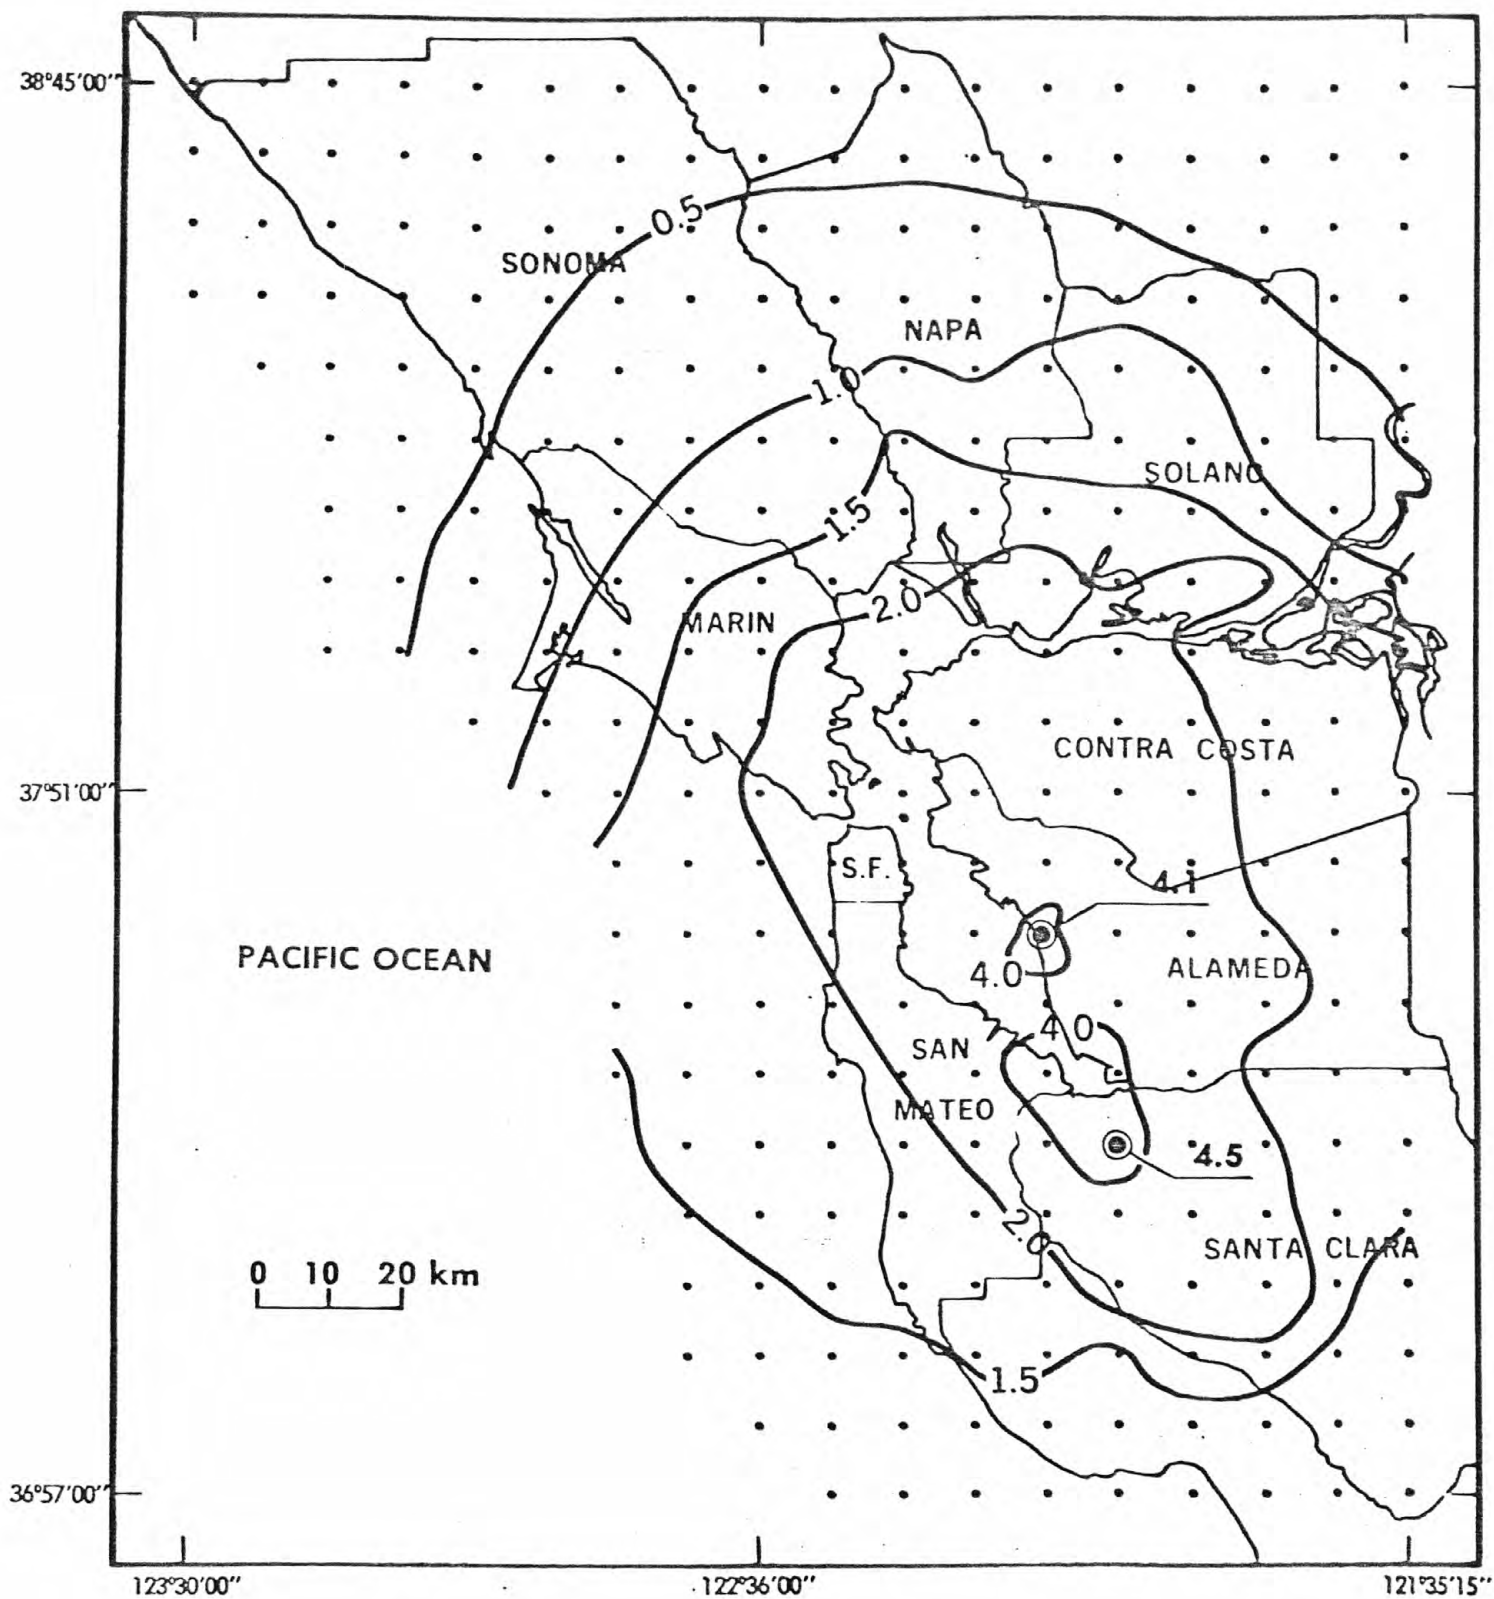 38°45'00"
0.5
SONOMA
NAPA
1.0
SOLANO
1.5
2.0
MARIN
CONTRA COSTA
37°51'00"
S.F.
4.1
PACIFIC OCEAN
4.0
ALAMEDA
4.0
SAN
MATEO
4.5
2.0
SANTA CLARA
0 10 20 km
1.5
36°57'00"
123°30'00"
122°36'00"
121°35'15"